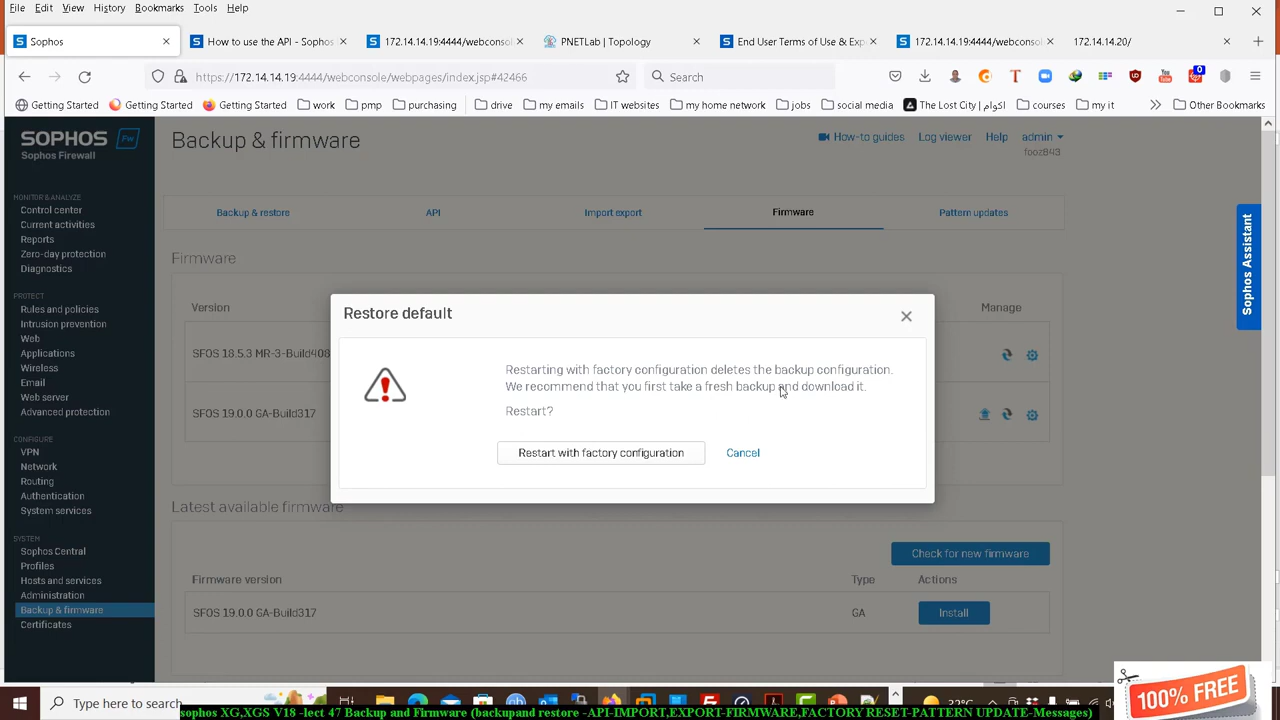 File Edit View History Bookmarks Tools Help
Sophos
How to use the API - Sophos
172.14.14.19:4444/webconsol
PNETLab | Topology
End User Terms of Use & Exp
172.14.14.19:4444/webconsol
172.14.14.20/
https://172.14.14.19:4444/webconsole/webpages/index.jsp#42466
Search
0
Getting Started Getting Started Getting Started work pmp purchasing drive my emails IT websites my home network jobs social media The Lost City | اكوام courses my it Other Bookmarks
SOPHOS Fw
Sophos Firewall
Backup & firmware
How-to guides Log viewer Help admin
fooz843
MONITOR & ANALYZE
Control center
Current activities
Reports
Zero-day protection
Diagnostics
PROTECT
Rules and policies
Intrusion prevention
Web
Applications
Wireless
Email
Web server
Advanced protection
CONFIGURE
VPN
Network
Routing
Authentication
System services
SYSTEM
Sophos Central
Profiles
Hosts and services
Administration
Backup & firmware
Certificates
Backup & restore API Import export Firmware Pattern updates
Firmware
Version Manage
SFOS 18.5.3 MR-3-Build408
SFOS 19.0.0 GA-Build317
Restore default
Restarting with factory configuration deletes the backup configuration.
We recommend that you first take a fresh backup and download it.
Restart?
Restart with factory configuration Cancel
Latest available firmware
Check for new firmware
Firmware version Type Actions
SFOS 19.0.0 GA-Build317 GA Install
Sophos Assistant
Type here to search
32°C
100% FREE
sophos XG,XGS V18 -lect 47 Backup and Firmware (backupand restore -API-IMPORT,EXPORT-FIRMWARE,FACTORY RESET-PATTERN UPDATE-Messages)